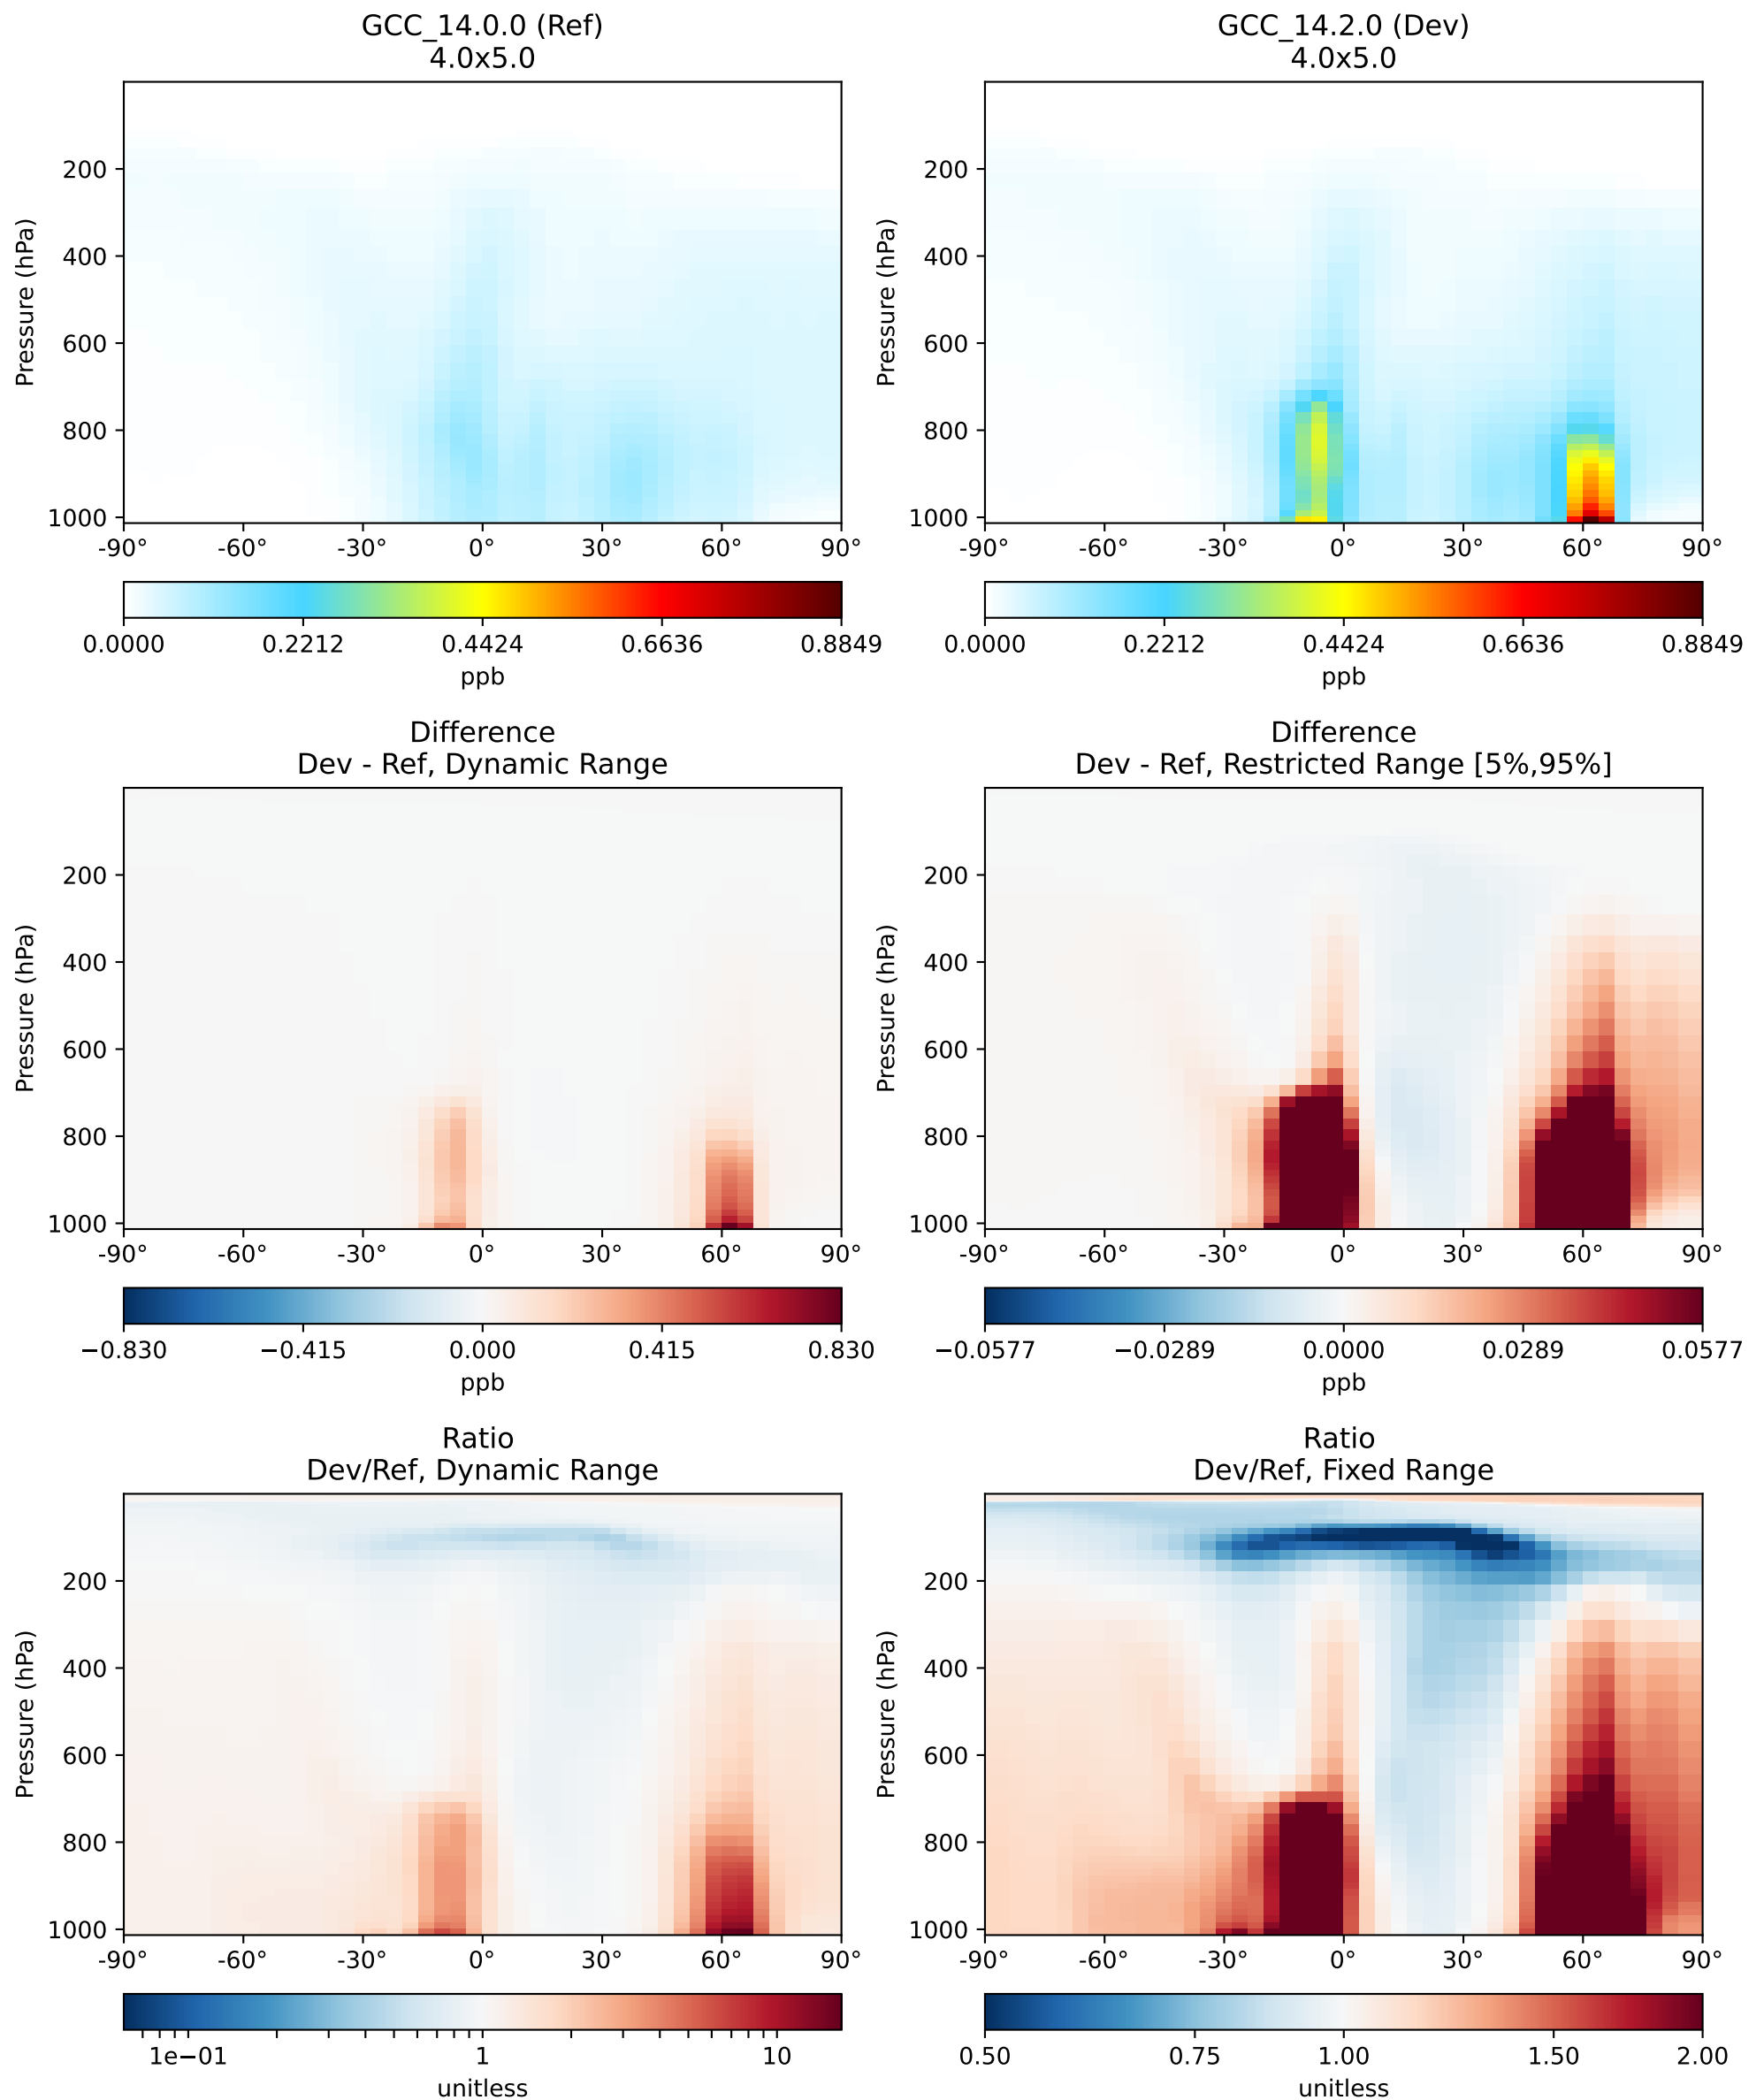 GCC_14.0.0 (Ref)
4.0x5.0
Pressure (hPa)
200
400
600
800
1000
-90° -60° -30° 0° 30° 60° 90°
0.0000 0.2212 0.4424 0.6636 0.8849
ppb
GCC_14.2.0 (Dev)
4.0x5.0
Pressure (hPa)
200
400
600
800
1000
-90° -60° -30° 0° 30° 60° 90°
0.0000 0.2212 0.4424 0.6636 0.8849
ppb
Difference
Dev - Ref, Dynamic Range
Pressure (hPa)
200
400
600
800
1000
-90° -60° -30° 0° 30° 60° 90°
−0.830 −0.415 0.000 0.415 0.830
ppb
Difference
Dev - Ref, Restricted Range [5%,95%]
Pressure (hPa)
200
400
600
800
1000
-90° -60° -30° 0° 30° 60° 90°
−0.0577 −0.0289 0.0000 0.0289 0.0577
ppb
Ratio
Dev/Ref, Dynamic Range
Pressure (hPa)
200
400
600
800
1000
-90° -60° -30° 0° 30° 60° 90°
1e−01 1 10
unitless
Ratio
Dev/Ref, Fixed Range
Pressure (hPa)
200
400
600
800
1000
-90° -60° -30° 0° 30° 60° 90°
0.50 0.75 1.00 1.50 2.00
unitless